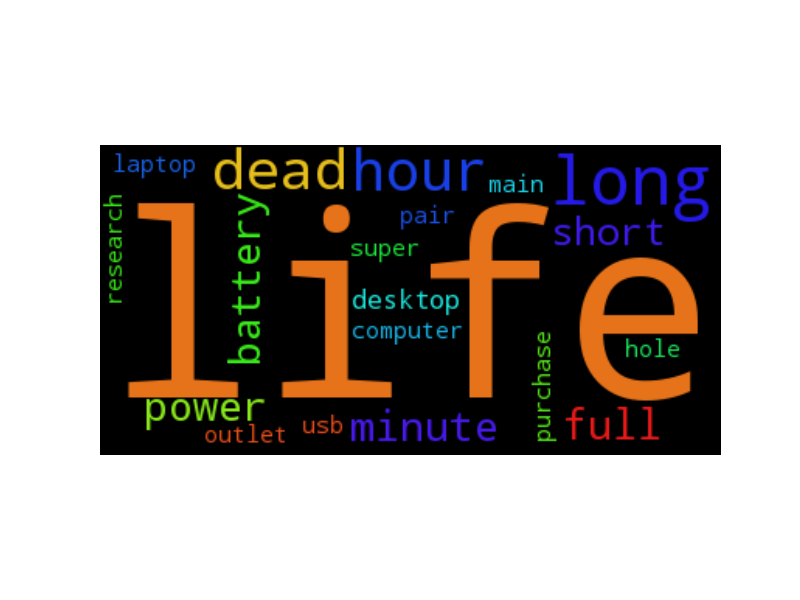 laptop
dead
hour
main
long
research
battery
pair
short
super
life
desktop
computer
hole
purchase
power
outlet
usb
minute
full